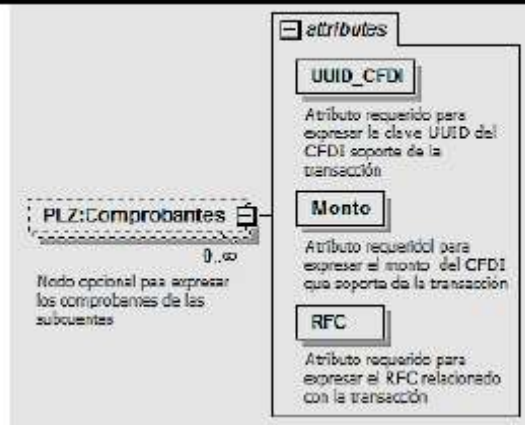 attributes
UUID_CFDI
Atributo requerido para
expresar la clave UUID del
CFDI soporte de la
transacción
PLZ:Comprobantes
0..∞
Nodo opcional paa expresar
los comprobantes de las
subcuentas
Monto
Atributo requeridol para
expresar el monto del CFDI
que soporta de la transacción
RFC
Atributo requerido para
expresar el RFC relacionado
con la transacción